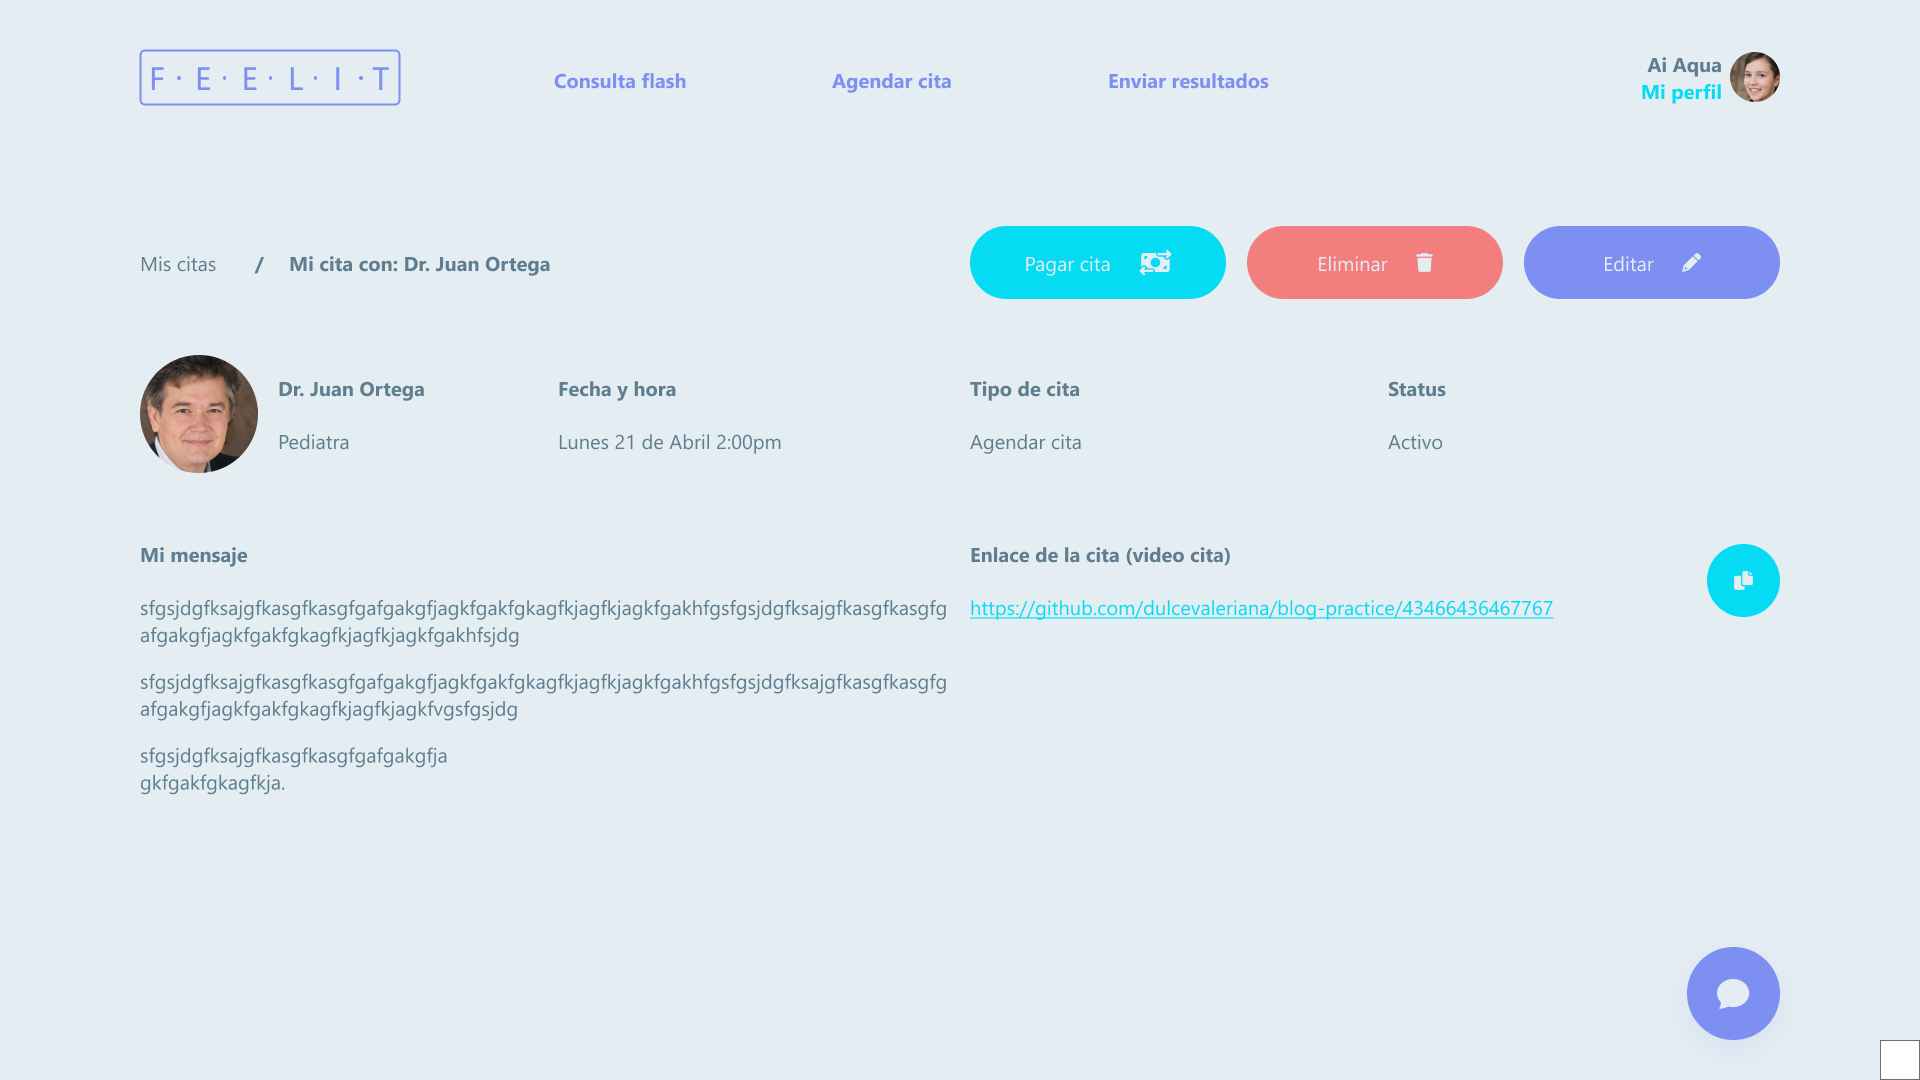 F·E·E·L·I·T
Consulta flash
Agendar cita
Enviar resultados
Ai Aqua
Mi perfil
Mis citas / Mi cita con: Dr. Juan Ortega
Pagar cita
Eliminar
Editar
Dr. Juan Ortega
Pediatra
Fecha y hora
Lunes 21 de Abril 2:00pm
Tipo de cita
Agendar cita
Status
Activo
Mi mensaje
sfgsjdgfksajgfkasgfkasgfgafgakgfjagkfgakfgkagfkjagfkjagkfgakhfgsfgsjdgfksajgfkasgfkasgfg
afgakgfjagkfgakfgkagfkjagfkjagkfgakhfsjdg
sfgsjdgfksajgfkasgfkasgfgafgakgfjagkfgakfgkagfkjagfkjagkfgakhfgsfgsjdgfksajgfkasgfkasgfg
afgakgfjagkfgakfgkagfkjagfkjagkfvgsfgsjdg
sfgsjdgfksajgfkasgfkasgfgafgakgfja
gkfgakfgkagfkja.
Enlace de la cita (video cita)
https://github.com/dulcevaleriana/blog-practice/43466436467767